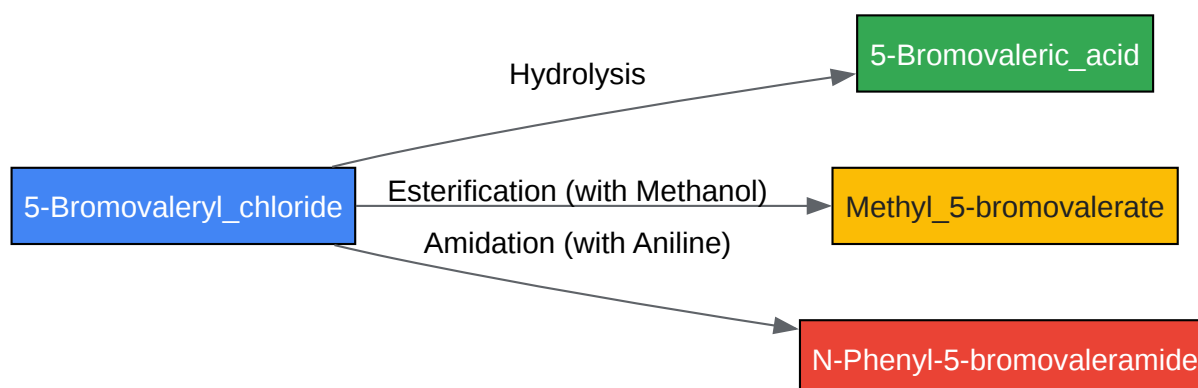 5-Bromovaleric_acid
Hydrolysis
5-Bromovaleryl_chloride
Esterification (with Methanol)
Methyl_5-bromovalerate
Amidation (with Aniline)
N-Phenyl-5-bromovaleramide